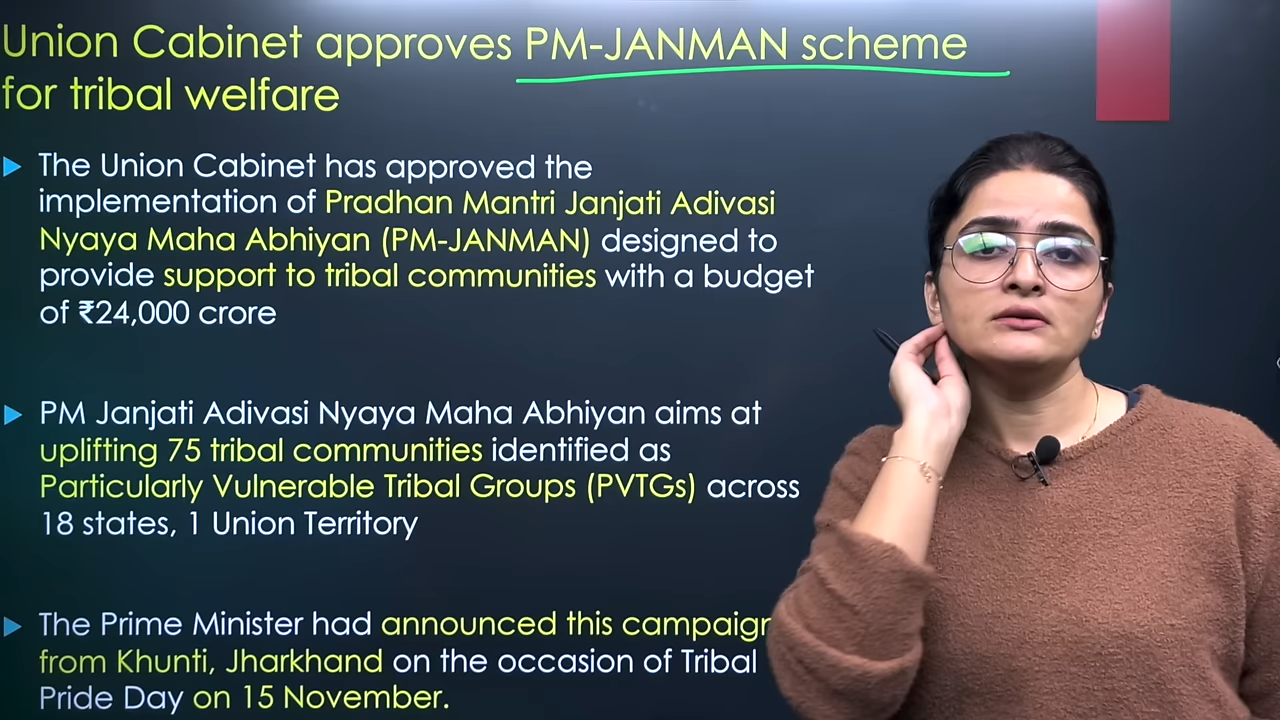 Union Cabinet approves PM-JANMAN scheme
for tribal welfare
The Union Cabinet has approved the
implementation of Pradhan Mantri Janjati Adivasi
Nyaya Maha Abhiyan (PM-JANMAN) designed to
provide support to tribal communities with a budget
of ₹24,000 crore
PM Janjati Adivasi Nyaya Maha Abhiyan aims at
uplifting 75 tribal communities identified as
Particularly Vulnerable Tribal Groups (PVTGs) across
18 states, 1 Union Territory
The Prime Minister had announced this campaign
from Khunti, Jharkhand on the occasion of Tribal
Pride Day on 15 November.